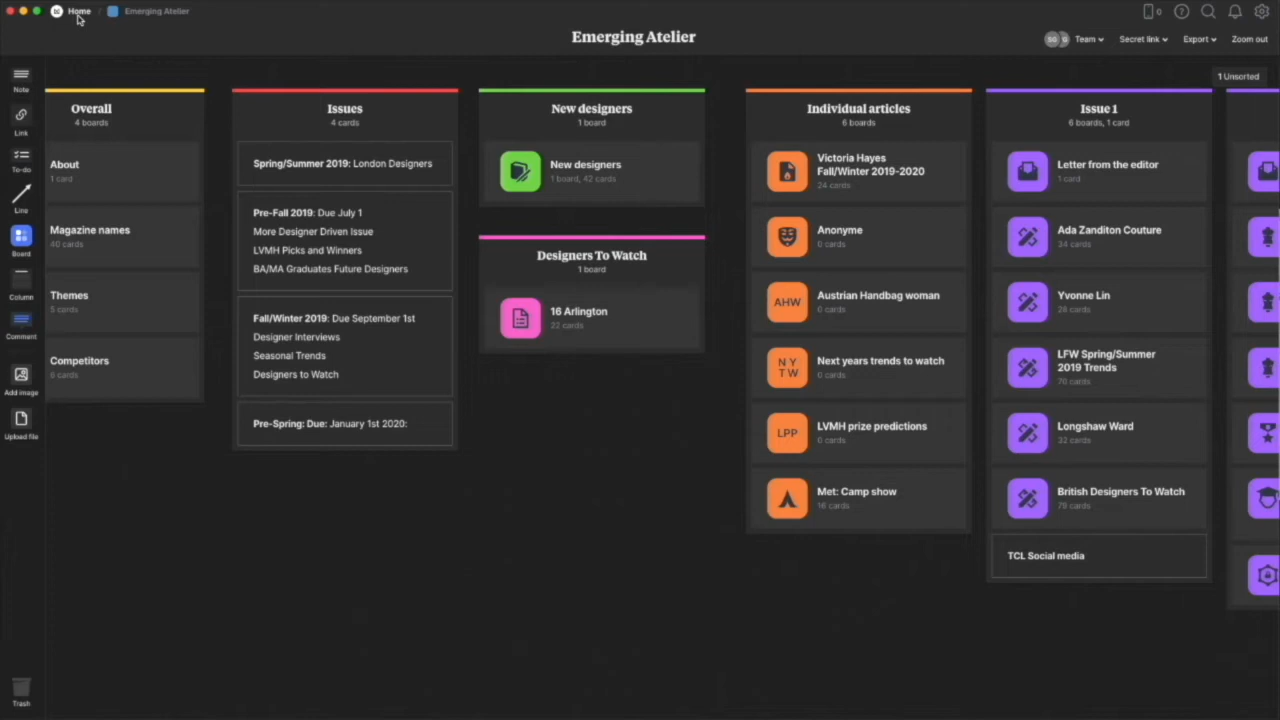 Home / Emerging Atelier
0
Emerging Atelier
SG
G
Team
Secret link
Export
Zoom out
1 Unsorted
Note
Link
To-do
Line
Board
Column
Comment
Add image
Upload file
Trash
Overall
4 boards
About
1 card
Magazine names
40 cards
Themes
5 cards
Competitors
6 cards
Issues
4 cards
Spring/Summer 2019: London Designers
Pre-Fall 2019: Due July 1
More Designer Driven Issue
LVMH Picks and Winners
BA/MA Graduates Future Designers
Fall/Winter 2019: Due September 1st
Designer Interviews
Seasonal Trends
Designers to Watch
Pre-Spring: Due: January 1st 2020:
New designers
1 board
New designers
1 board, 42 cards
Designers To Watch
1 board
16 Arlington
22 cards
Individual articles
6 boards
Victoria Hayes
Fall/Winter 2019-2020
24 cards
Anonyme
0 cards
AHW
Austrian Handbag woman
0 cards
N Y
T W
Next years trends to watch
0 cards
LPP
LVMH prize predictions
0 cards
Met: Camp show
16 cards
Issue 1
6 boards, 1 card
Letter from the editor
1 card
Ada Zanditon Couture
34 cards
Yvonne Lin
26 cards
LFW Spring/Summer
2019 Trends
70 cards
Longshaw Ward
32 cards
British Designers To Watch
79 cards
TCL Social media